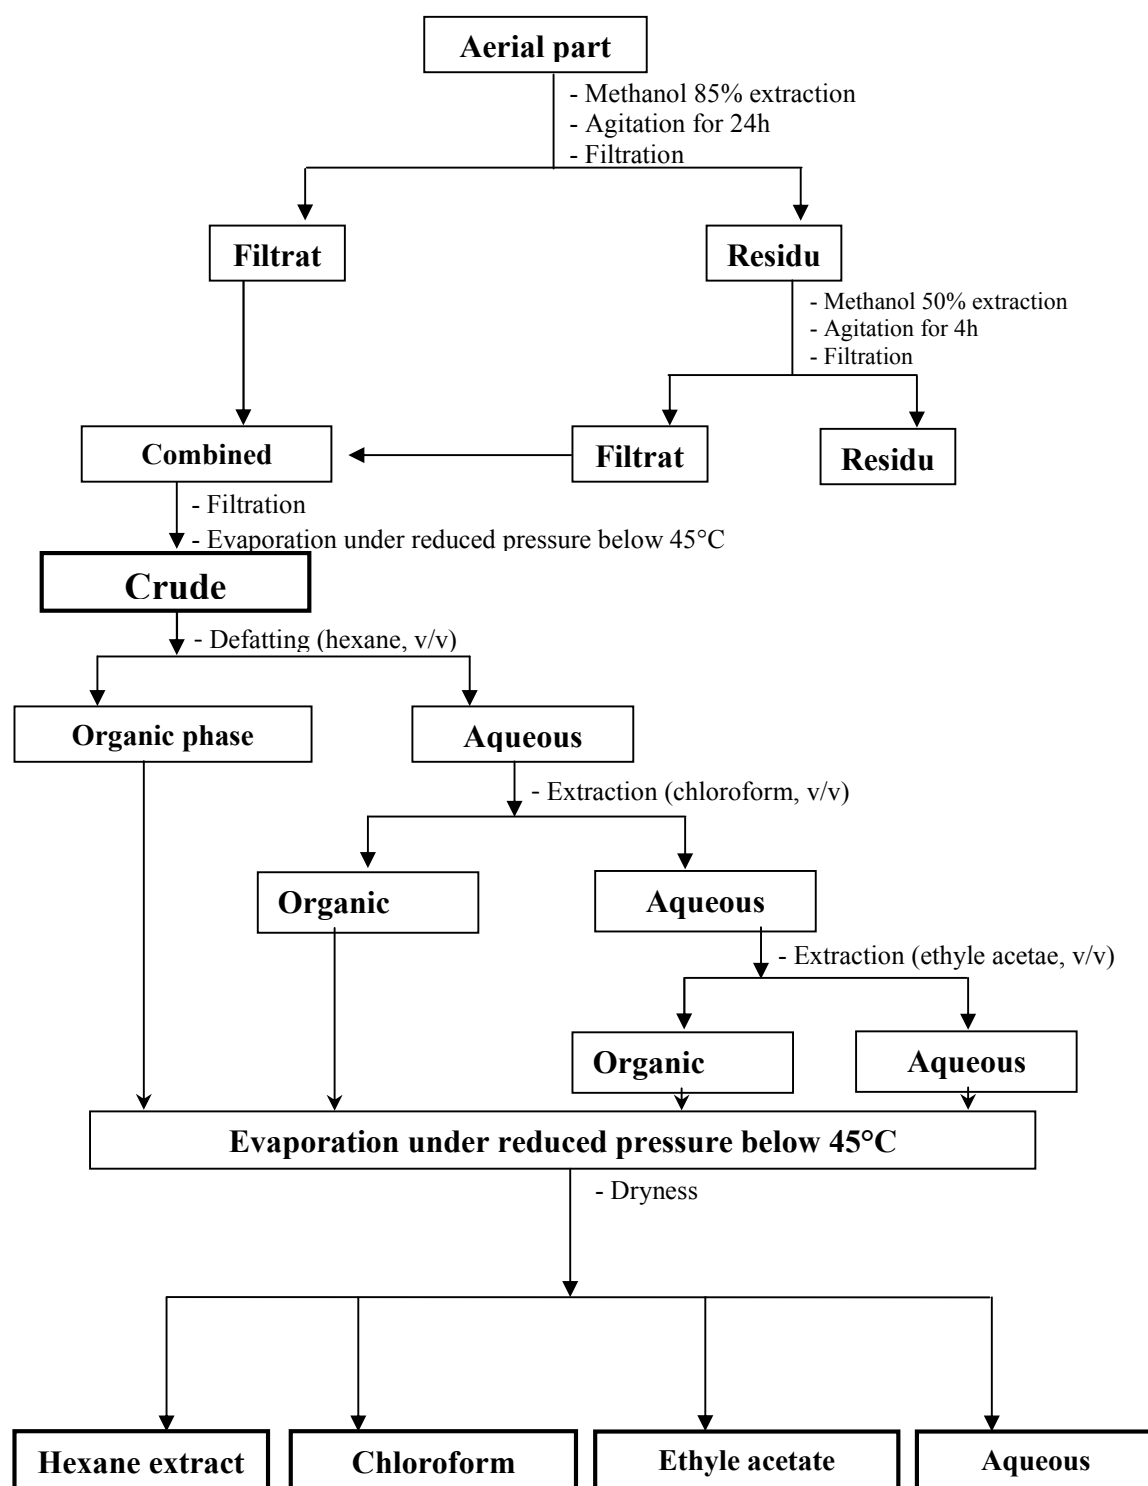 Aerial part
- Methanol 85% extraction
- Agitation for 24h
- Filtration
Filtrat
Residu
- Methanol 50% extraction
- Agitation for 4h
- Filtration
Combined
Filtrat
Residu
- Filtration
- Evaporation under reduced pressure below 45°C
Crude
- Defatting (hexane, v/v)
Organic phase
Aqueous
- Extraction (chloroform, v/v)
Organic
Aqueous
- Extraction (ethyle acetae, v/v)
Organic
Aqueous
Evaporation under reduced pressure below 45°C
- Dryness
Hexane extract
Chloroform
Ethyle acetate
Aqueous